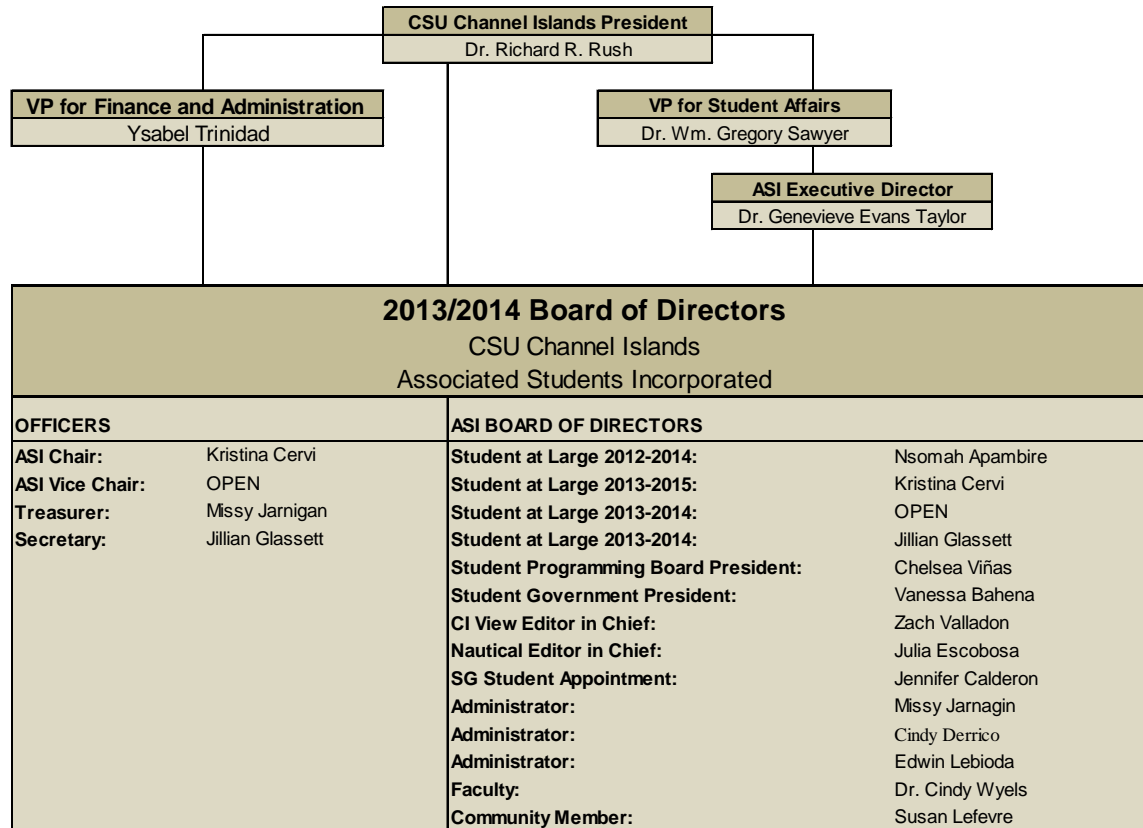 CSU Channel Islands President
Dr. Richard R. Rush
VP for Finance and Administration
Ysabel Trinidad
VP for Student Affairs
Dr. Wm. Gregory Sawyer
ASI Executive Director
Dr. Genevieve Evans Taylor
2013/2014 Board of Directors
CSU Channel Islands
Associated Students Incorporated
OFFICERS
ASI Chair: Kristina Cervi
ASI Vice Chair: OPEN
Treasurer: Missy Jarnigan
Secretary: Jillian Glassett
ASI BOARD OF DIRECTORS
Student at Large 2012-2014: Nsomah Apambire
Student at Large 2013-2015: Kristina Cervi
Student at Large 2013-2014: OPEN
Student at Large 2013-2014: Jillian Glassett
Student Programming Board President: Chelsea Viñas
Student Government President: Vanessa Bahena
CI View Editor in Chief: Zach Valladon
Nautical Editor in Chief: Julia Escobosa
SG Student Appointment: Jennifer Calderon
Administrator: Missy Jarnagin
Administrator: Cindy Derrico
Administrator: Edwin Lebioda
Faculty: Dr. Cindy Wyels
Community Member: Susan Lefevre